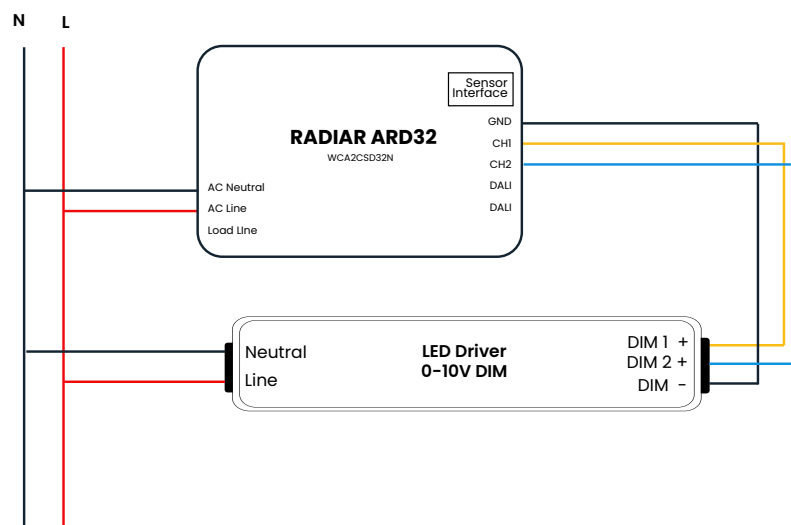 N L
Sensor
Interface
RADIAR ARD32
WCA2CSD32N
GND
CH1
CH2
DALI
DALI
AC Neutral
AC Line
Load LIne
Neutral
Line
LED Driver
0-10V DIM
DIM 1 +
DIM 2 +
DIM -